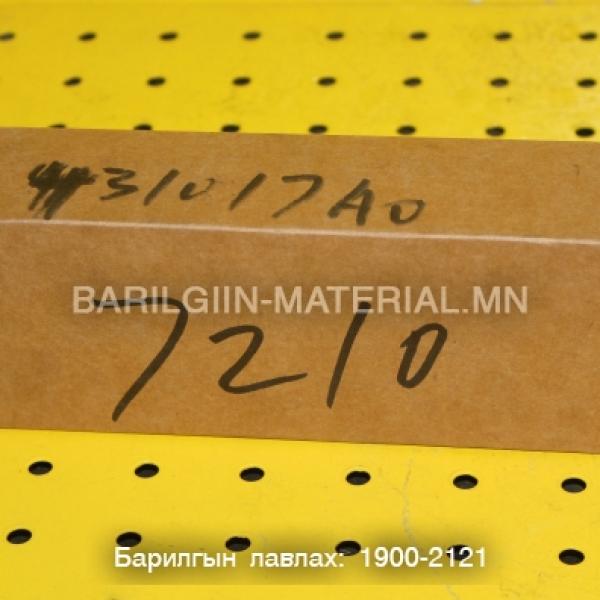 31017A0
BARILGIIN-MATERIAL.MN
7210
Барилгын лавлах: 1900-2121